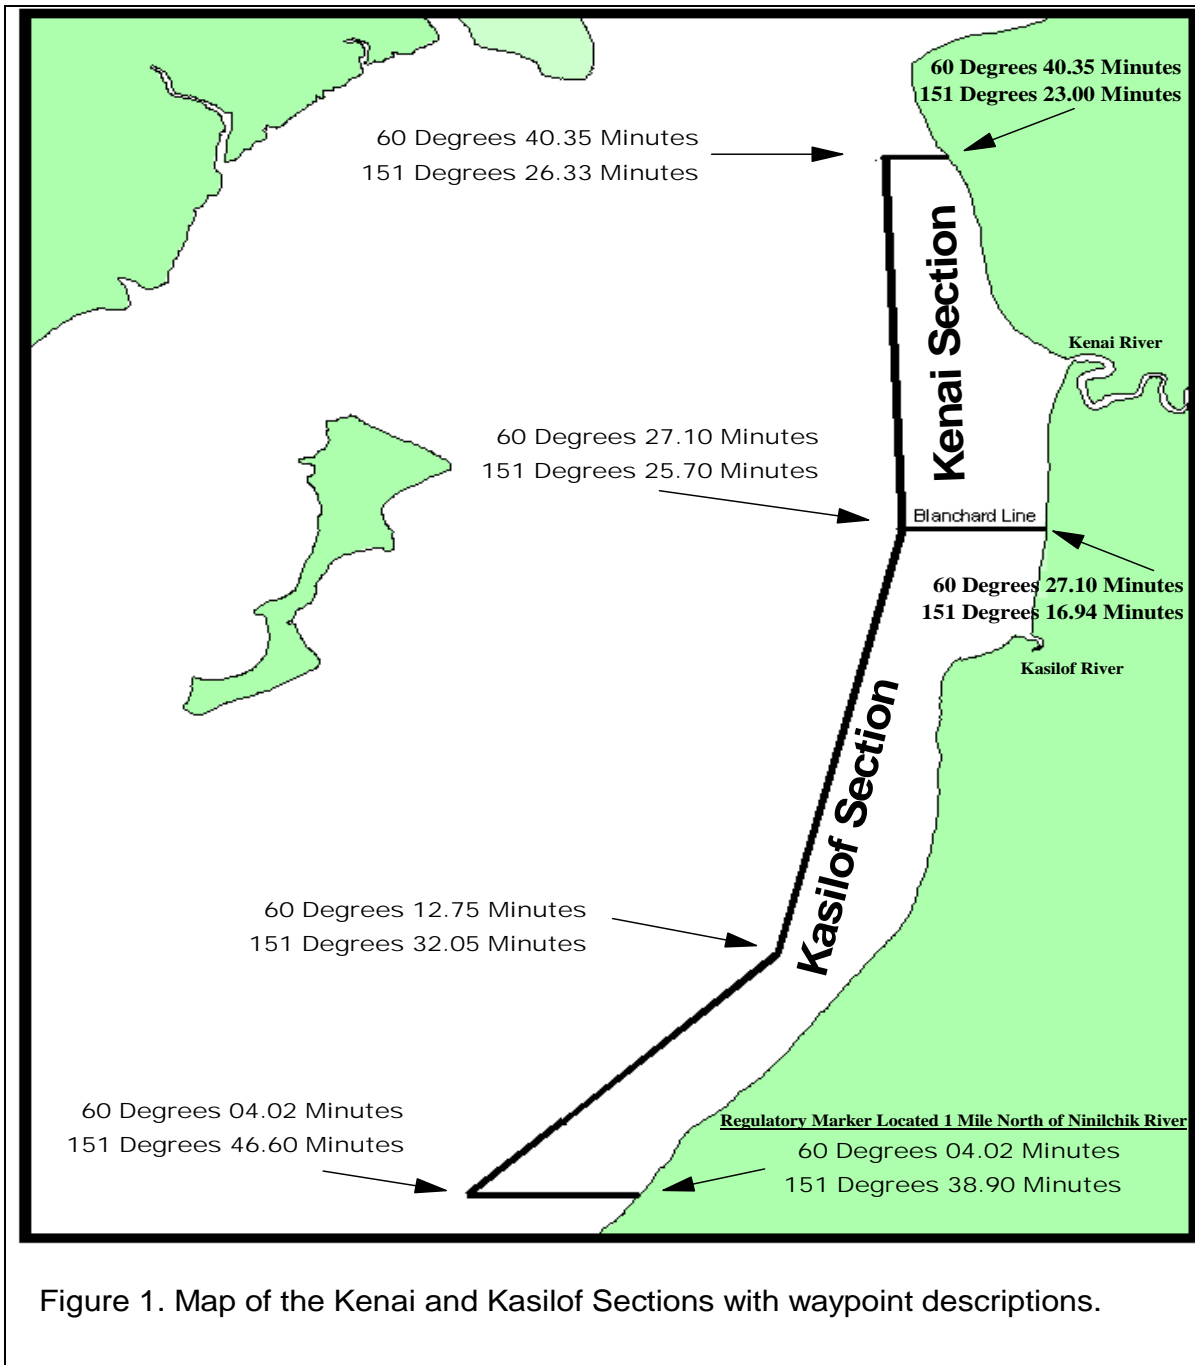 60 Degrees 40.35 Minutes
151 Degrees 23.00 Minutes
60 Degrees 40.35 Minutes
151 Degrees 26.33 Minutes
Kenai Section
Kenai River
60 Degrees 27.10 Minutes
151 Degrees 25.70 Minutes
Blanchard Line
60 Degrees 27.10 Minutes
151 Degrees 16.94 Minutes
Kasilof River
Kasilof Section
60 Degrees 12.75 Minutes
151 Degrees 32.05 Minutes
60 Degrees 04.02 Minutes
151 Degrees 46.60 Minutes
Regulatory Marker Located 1 Mile North of Ninilchik River
60 Degrees 04.02 Minutes
151 Degrees 38.90 Minutes
Figure 1. Map of the Kenai and Kasilof Sections with waypoint descriptions.